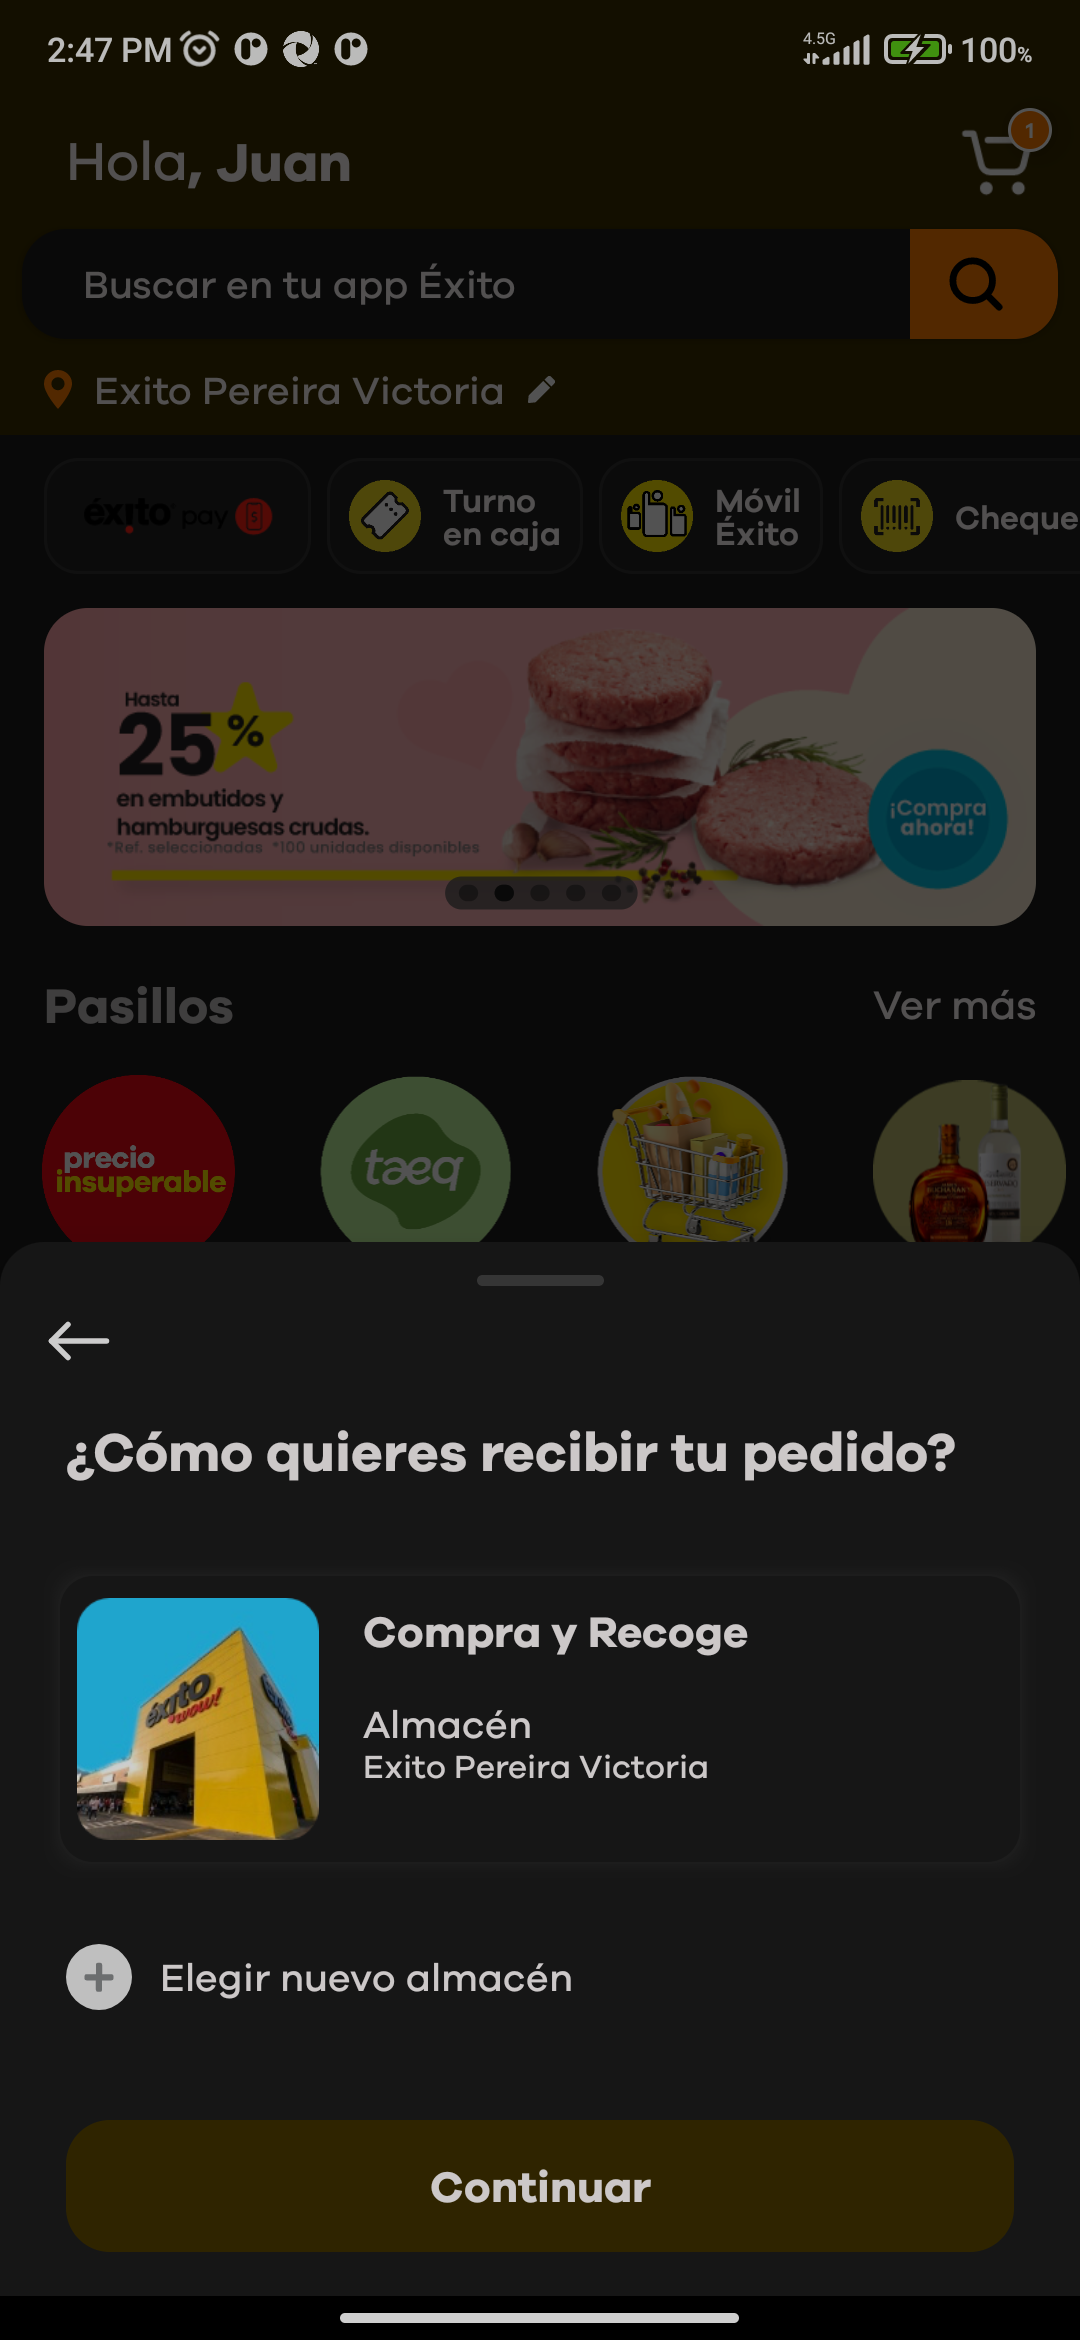 2:47 PM
4.5G
100%
Hola, Juan
1
Buscar en tu app Éxito
Exito Pereira Victoria
éxito pay
Turno
en caja
Móvil
Éxito
Cheque
Hasta
25%
en embutidos y
hamburguesas crudas.
*Ref. seleccionadas *100 unidades disponibles
¡Compra
ahora!
Pasillos
Ver más
precio
insuperable
taeq
¿Cómo quieres recibir tu pedido?
éxito
wow!
Compra y Recoge
Almacén
Exito Pereira Victoria
Elegir nuevo almacén
Continuar